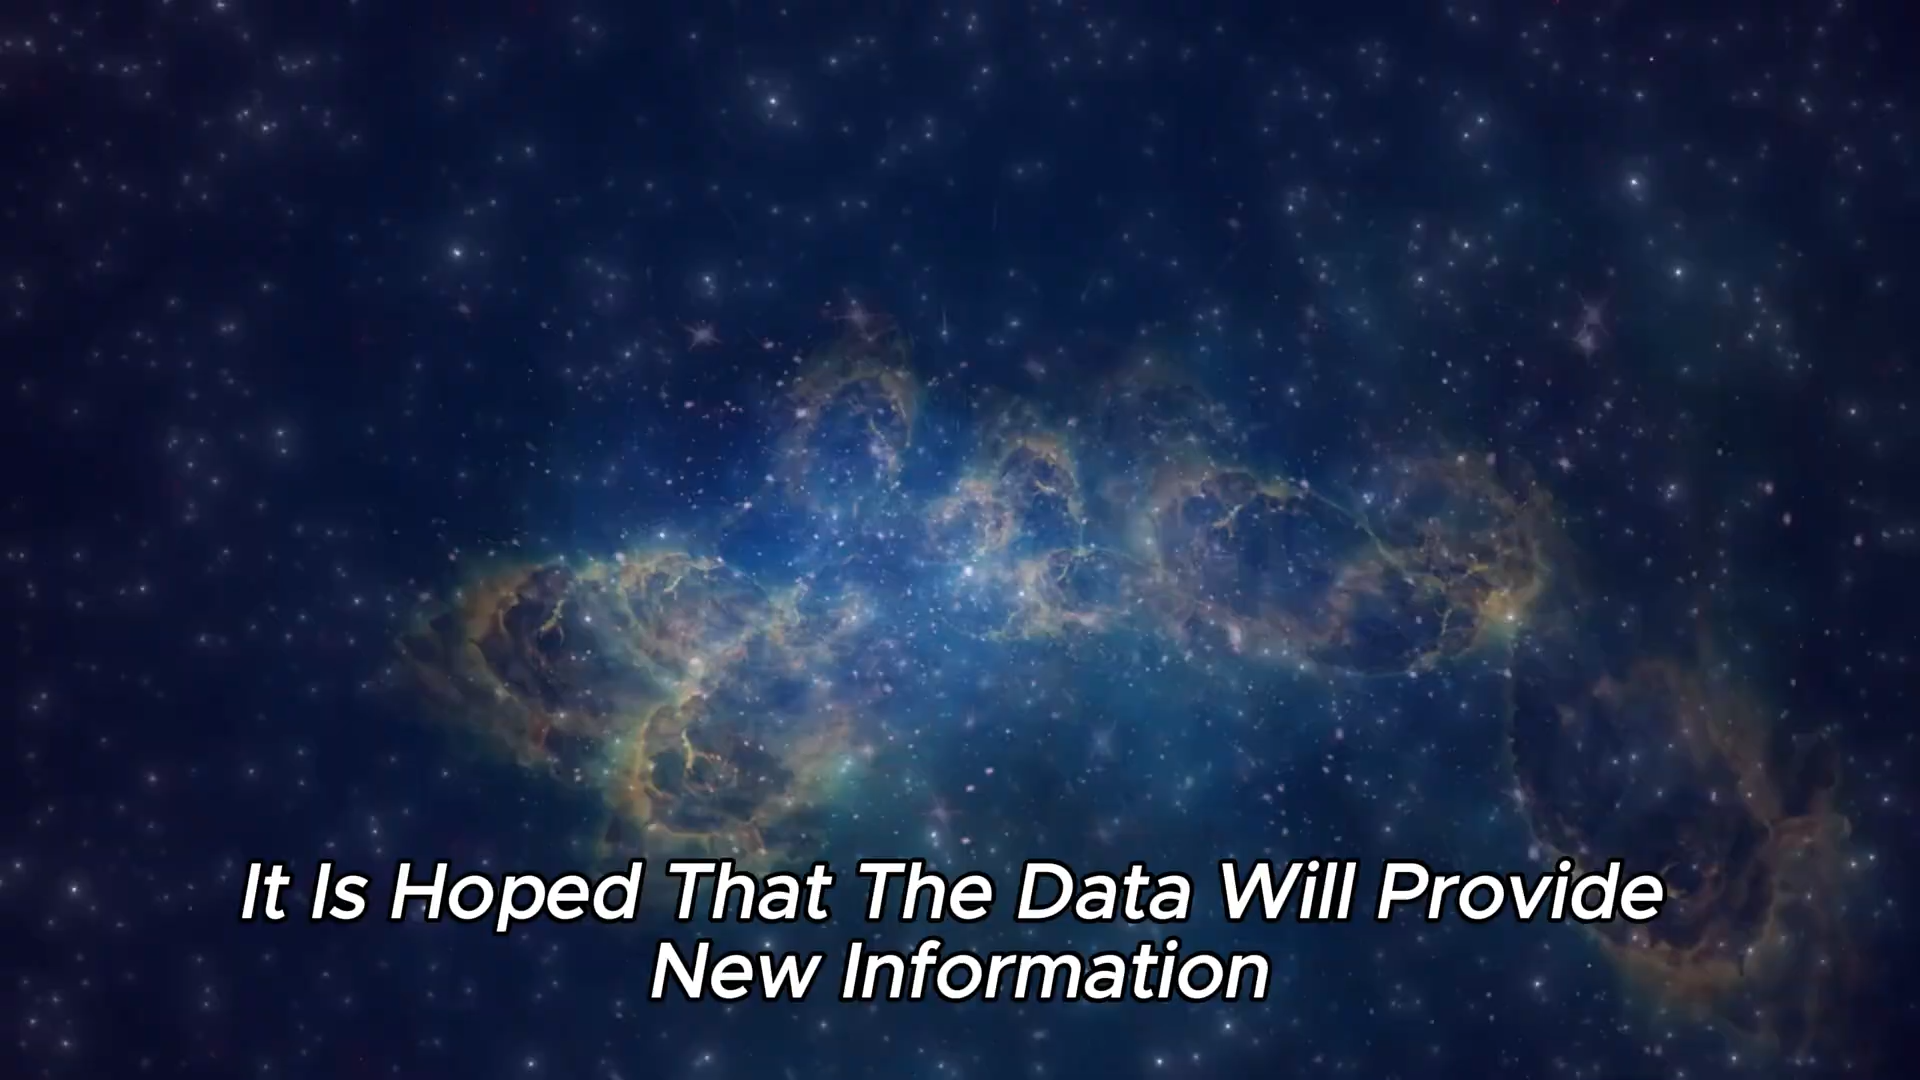 It Is Hoped That The Data Will Provide
New Information